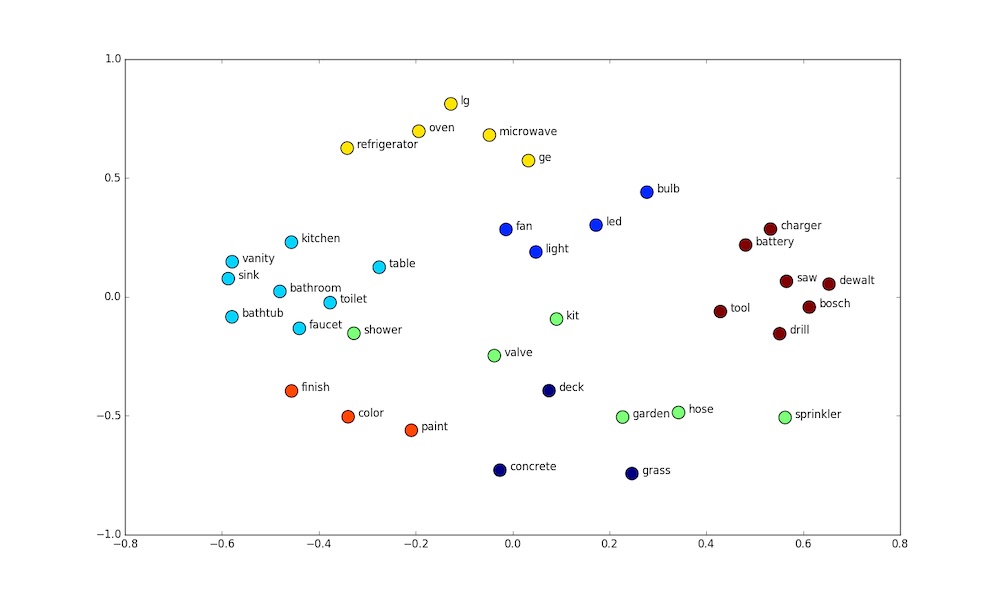 1.0
lg
oven
microwave
refrigerator
ge
0.5
bulb
fan
led
charger
kitchen
battery
light
vanity
table
sink
saw
dewalt
bathroom
0.0
toilet
bosch
tool
bathtub
kit
faucet
shower
drill
valve
finish
deck
color
garden
hose
sprinkler
−0.5
paint
concrete
grass
−1.0
−0.8
−0.6
−0.4
−0.2
0.0
0.2
0.4
0.6
0.8